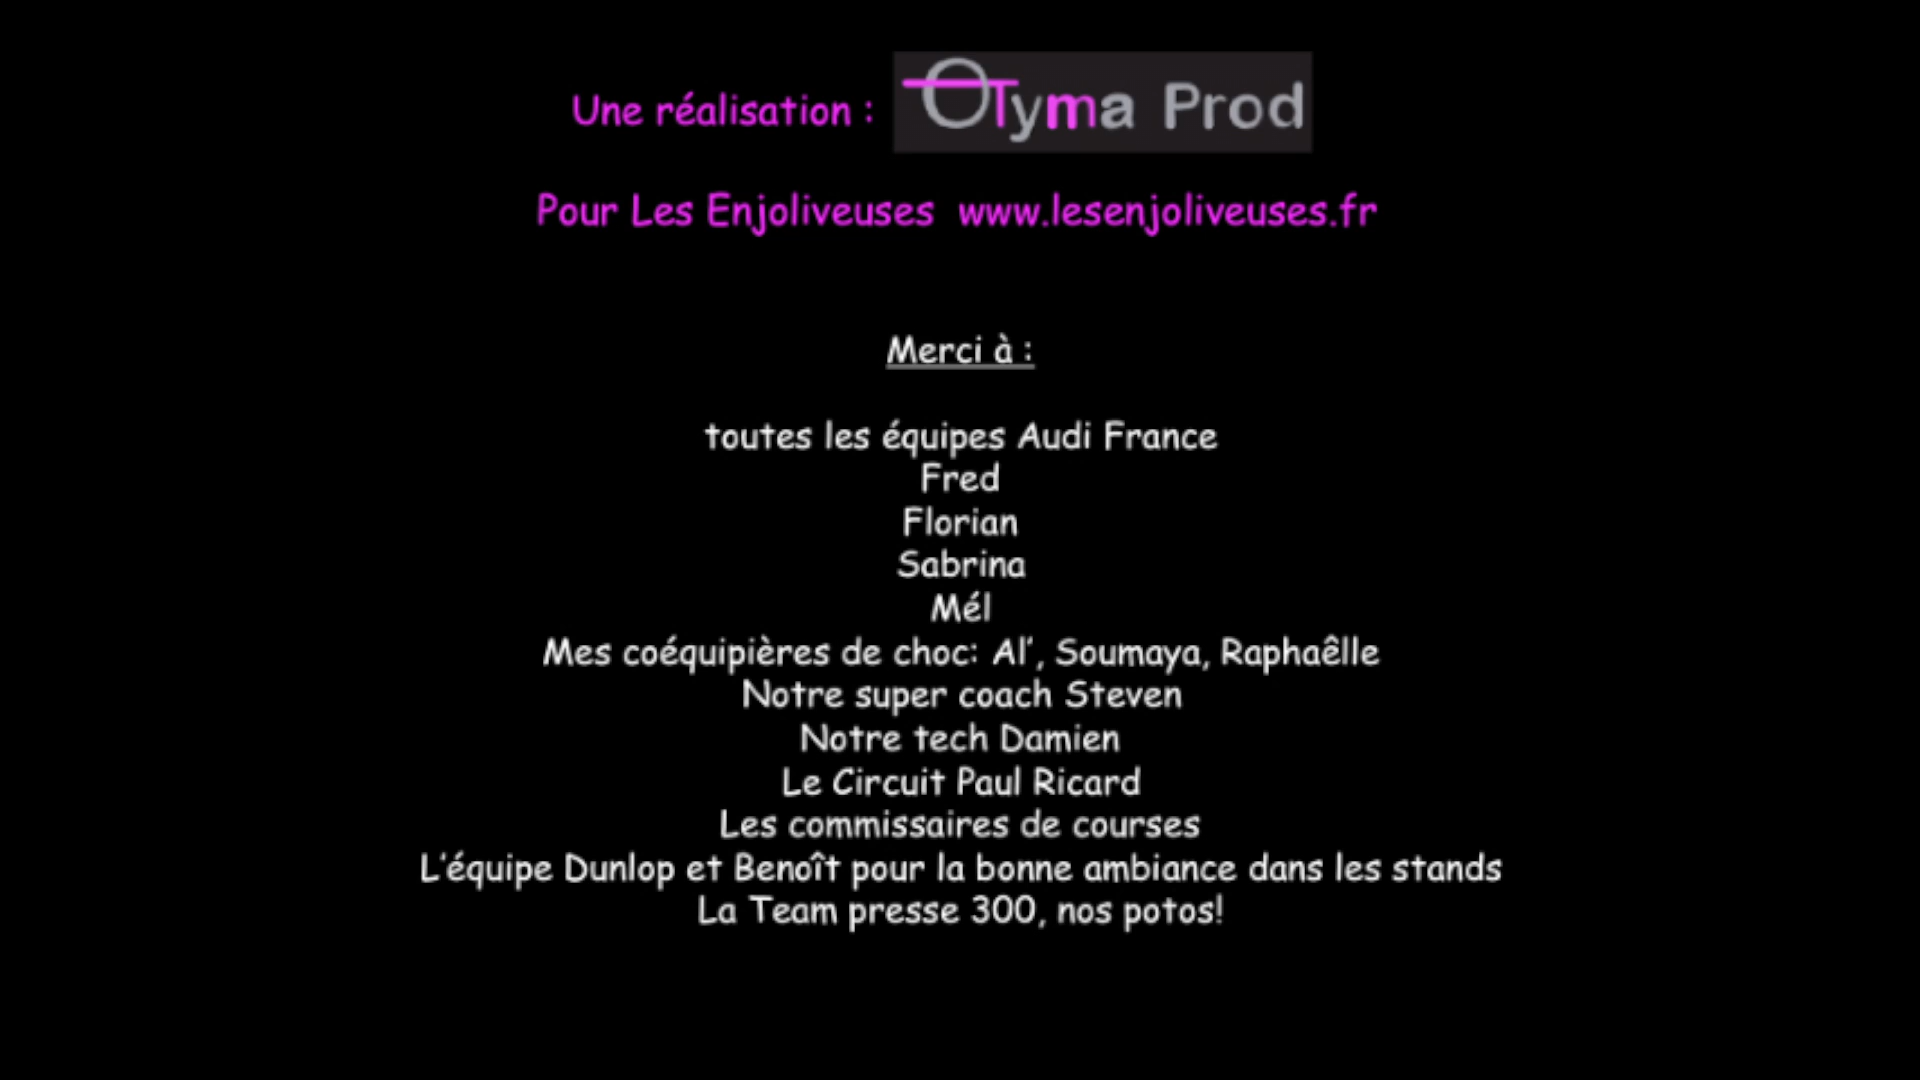 Une réalisation : OTyma Prod
Pour Les Enjoliveuses www.lesenjoliveuses.fr
Merci à :
toutes les équipes Audi France
Fred
Florian
Sabrina
Mél
Mes coéquipières de choc: Al’, Soumaya, Raphaêlle
Notre super coach Steven
Notre tech Damien
Le Circuit Paul Ricard
Les commissaires de courses
L’équipe Dunlop et Benoît pour la bonne ambiance dans les stands
La Team presse 300, nos potos!